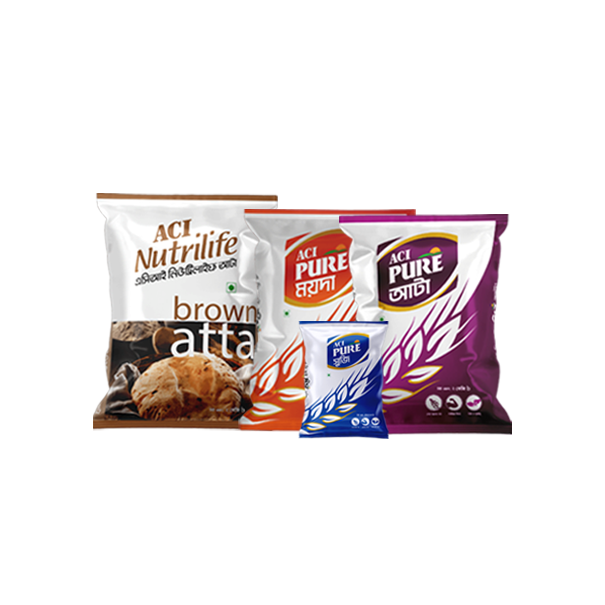 ACI
Nutrilife
এসিআই নিউট্রিলাইফ আটা
brown
atta
ACI
PURE
ময়দা
ACI
PURE
আটা
ACI
PURE
সুজি